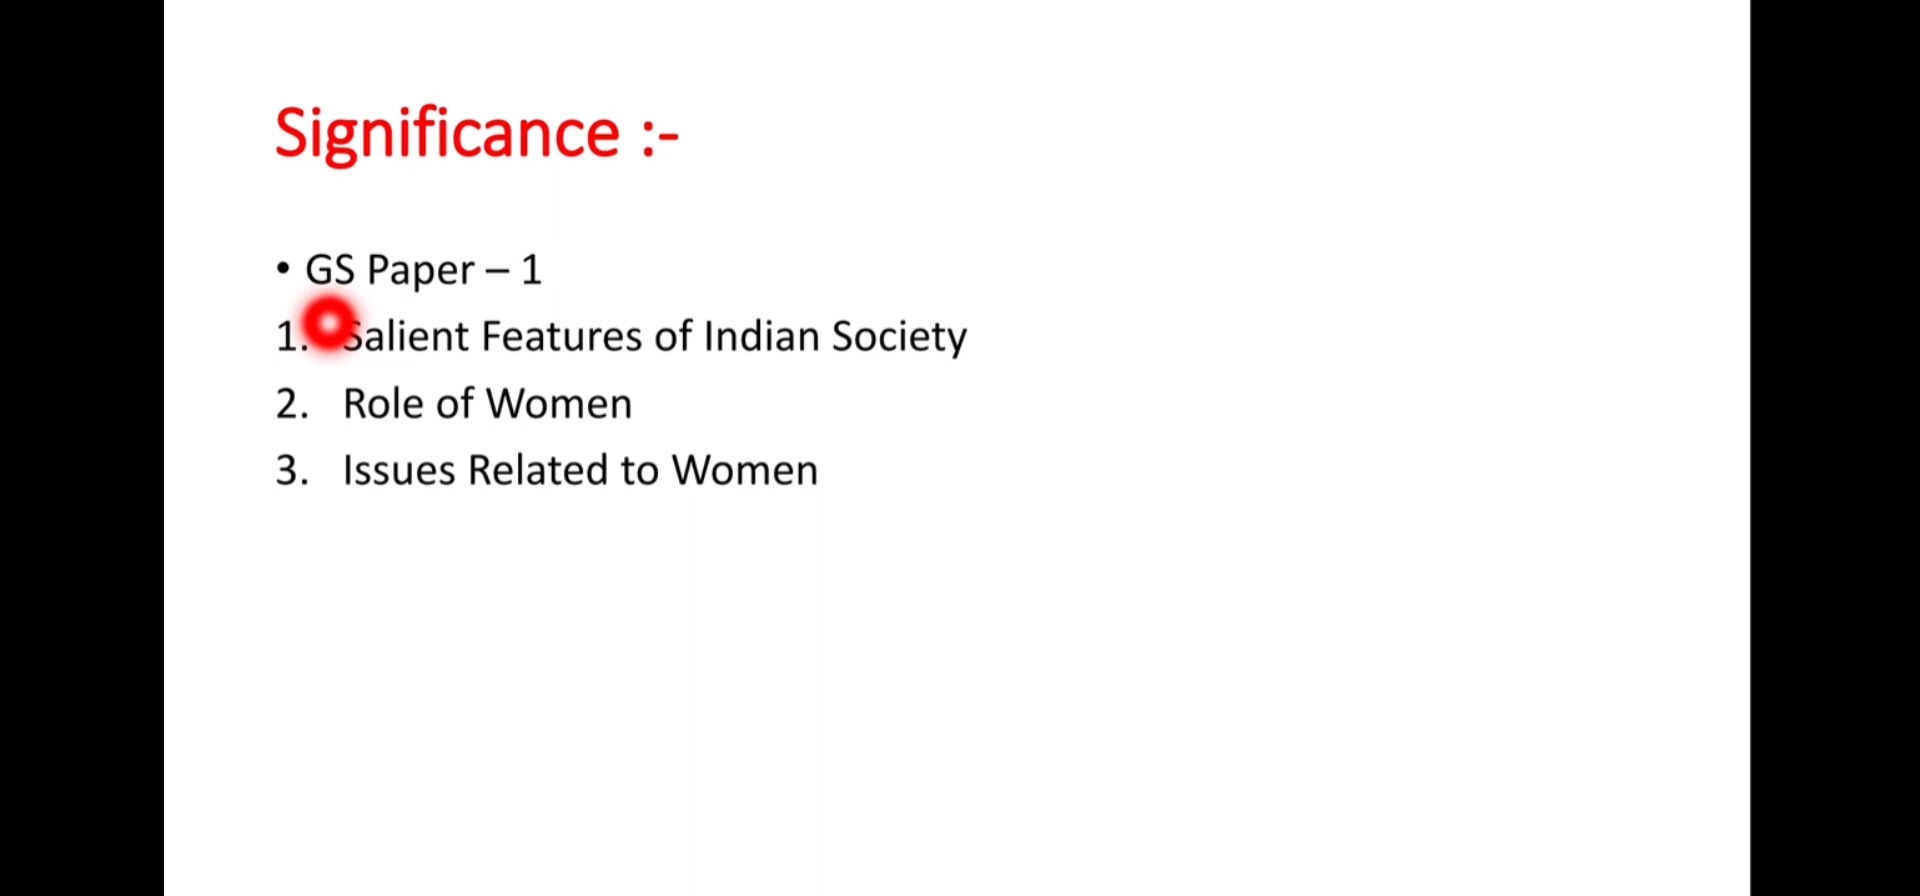 Significance :-
• GS Paper – 1
1. Salient Features of Indian Society
2. Role of Women
3. Issues Related to Women